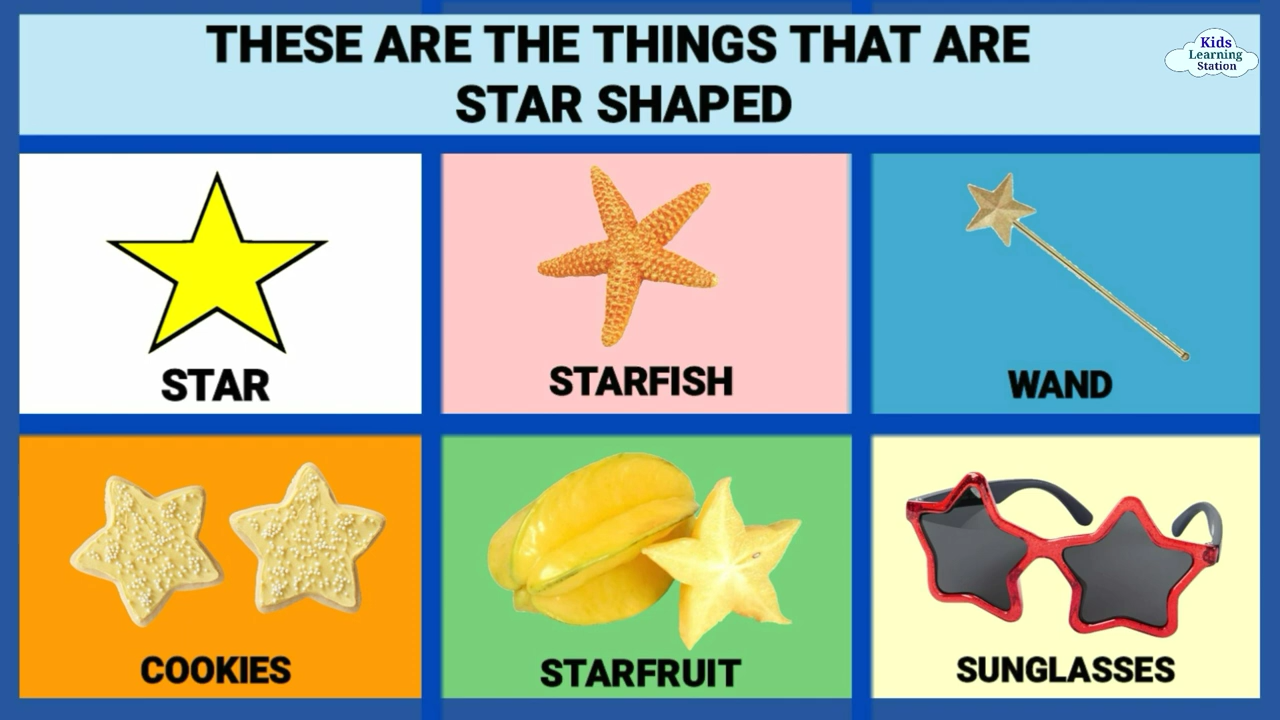 THESE ARE THE THINGS THAT ARE
STAR SHAPED
Kids
Learning
Station
STAR
STARFISH
WAND
COOKIES
STARFRUIT
SUNGLASSES